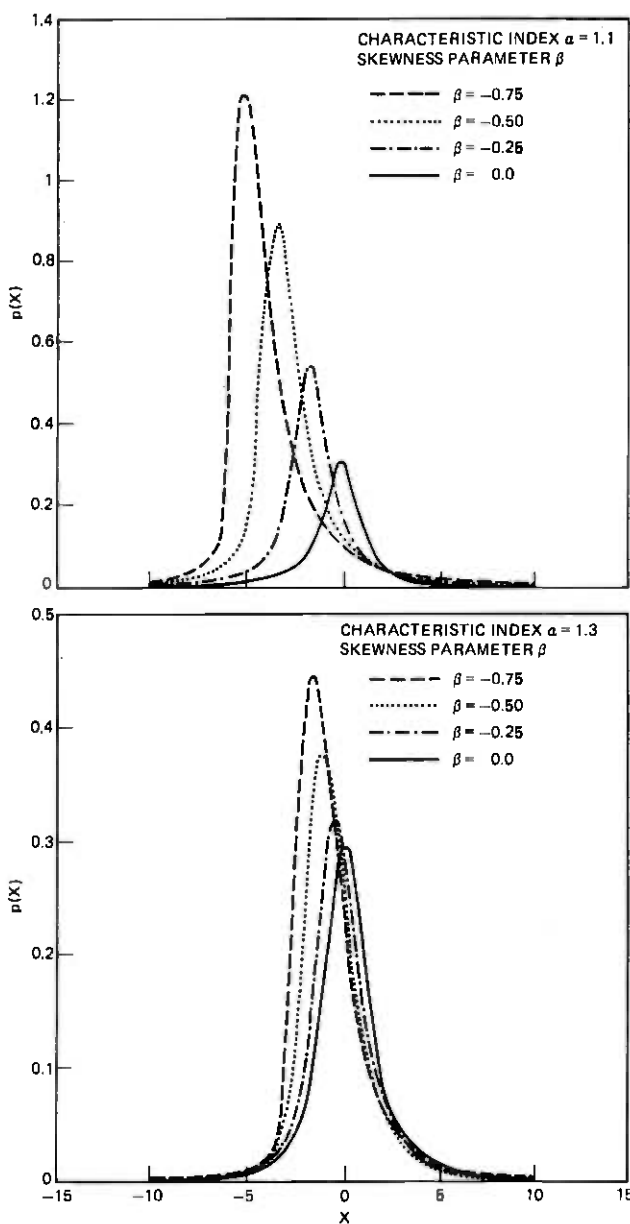 1.4
CHARACTERISTIC INDEX α = 1.1
SKEWNESS PARAMETER β
1.2
β = −0.75
β = −0.50
1
β = −0.25
β = 0.0
0.8
p(X)
0.6
0.4
0.2
0
0.5
CHARACTERISTIC INDEX α = 1.3
SKEWNESS PARAMETER β
β = −0.75
β = −0.50
0.4
β = −0.25
β = 0.0
0.3
p(X)
0.2
0.1
0
−15 −10 −5 0 5 10 15
X